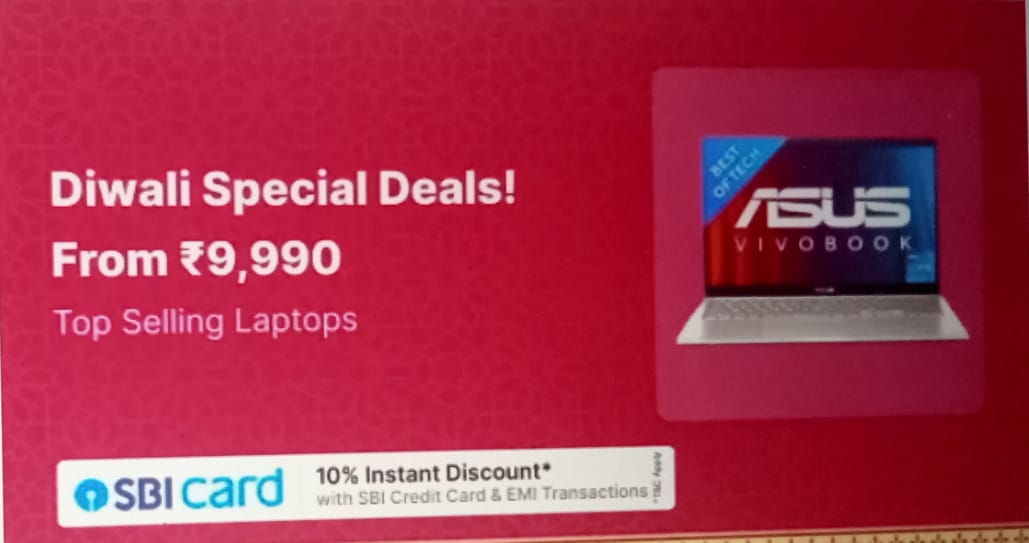 Diwali Special Deals!
From ₹9,990
Top Selling Laptops
BEST
OF TECH
ASUS
VIVOBOOK
SBI card
10% Instant Discount*
with SBI Credit Card & EMI Transactions
*T&C Apply